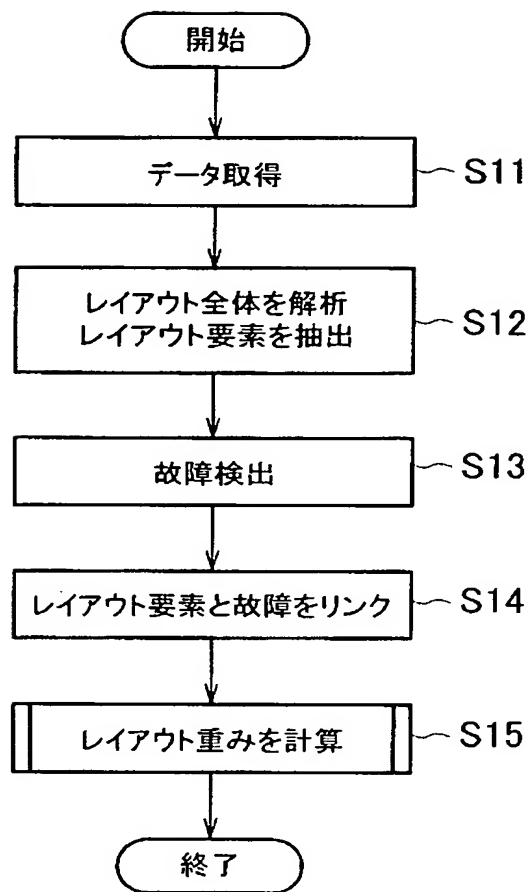 開始
データ取得
S11
レイアウト全体を解析
レイアウト要素を抽出
S12
故障検出
S13
レイアウト要素と故障をリンク
S14
レイアウト重みを計算
S15
終了